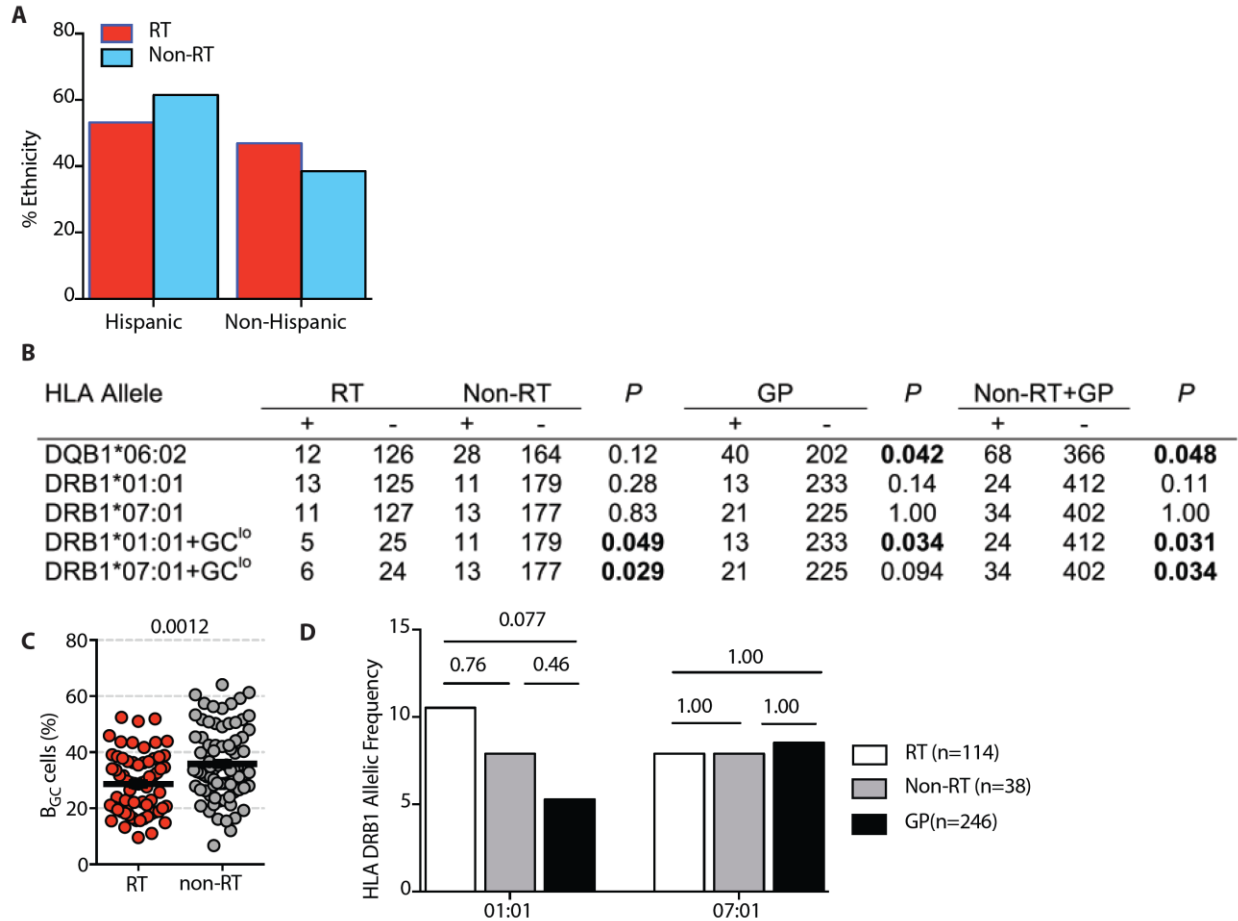 A
80
60
40
20
0
% Ethnicity
RT
Non-RT
Hispanic Non-Hispanic
B
HLA Allele RT Non-RT P GP P Non-RT+GP P
+ - + - + - + -
DQB1*06:02 12 126 28 164 0.12 40 202 0.042 68 366 0.048
DRB1*01:01 13 125 11 179 0.28 13 233 0.14 24 412 0.11
DRB1*07:01 11 127 13 177 0.83 21 225 1.00 34 402 1.00
DRB1*01:01+GClo 5 25 11 179 0.049 13 233 0.034 24 412 0.031
DRB1*07:01+GClo 6 24 13 177 0.029 21 225 0.094 34 402 0.034
C
0.0012
80
60
40
20
0
BGC cells (%)
RT non-RT
D
15
10
5
0
HLA DRB1 Allelic Frequency
0.077
0.76 0.46
1.00
1.00 1.00
01:01 07:01
RT (n=114)
Non-RT (n=38)
GP(n=246)